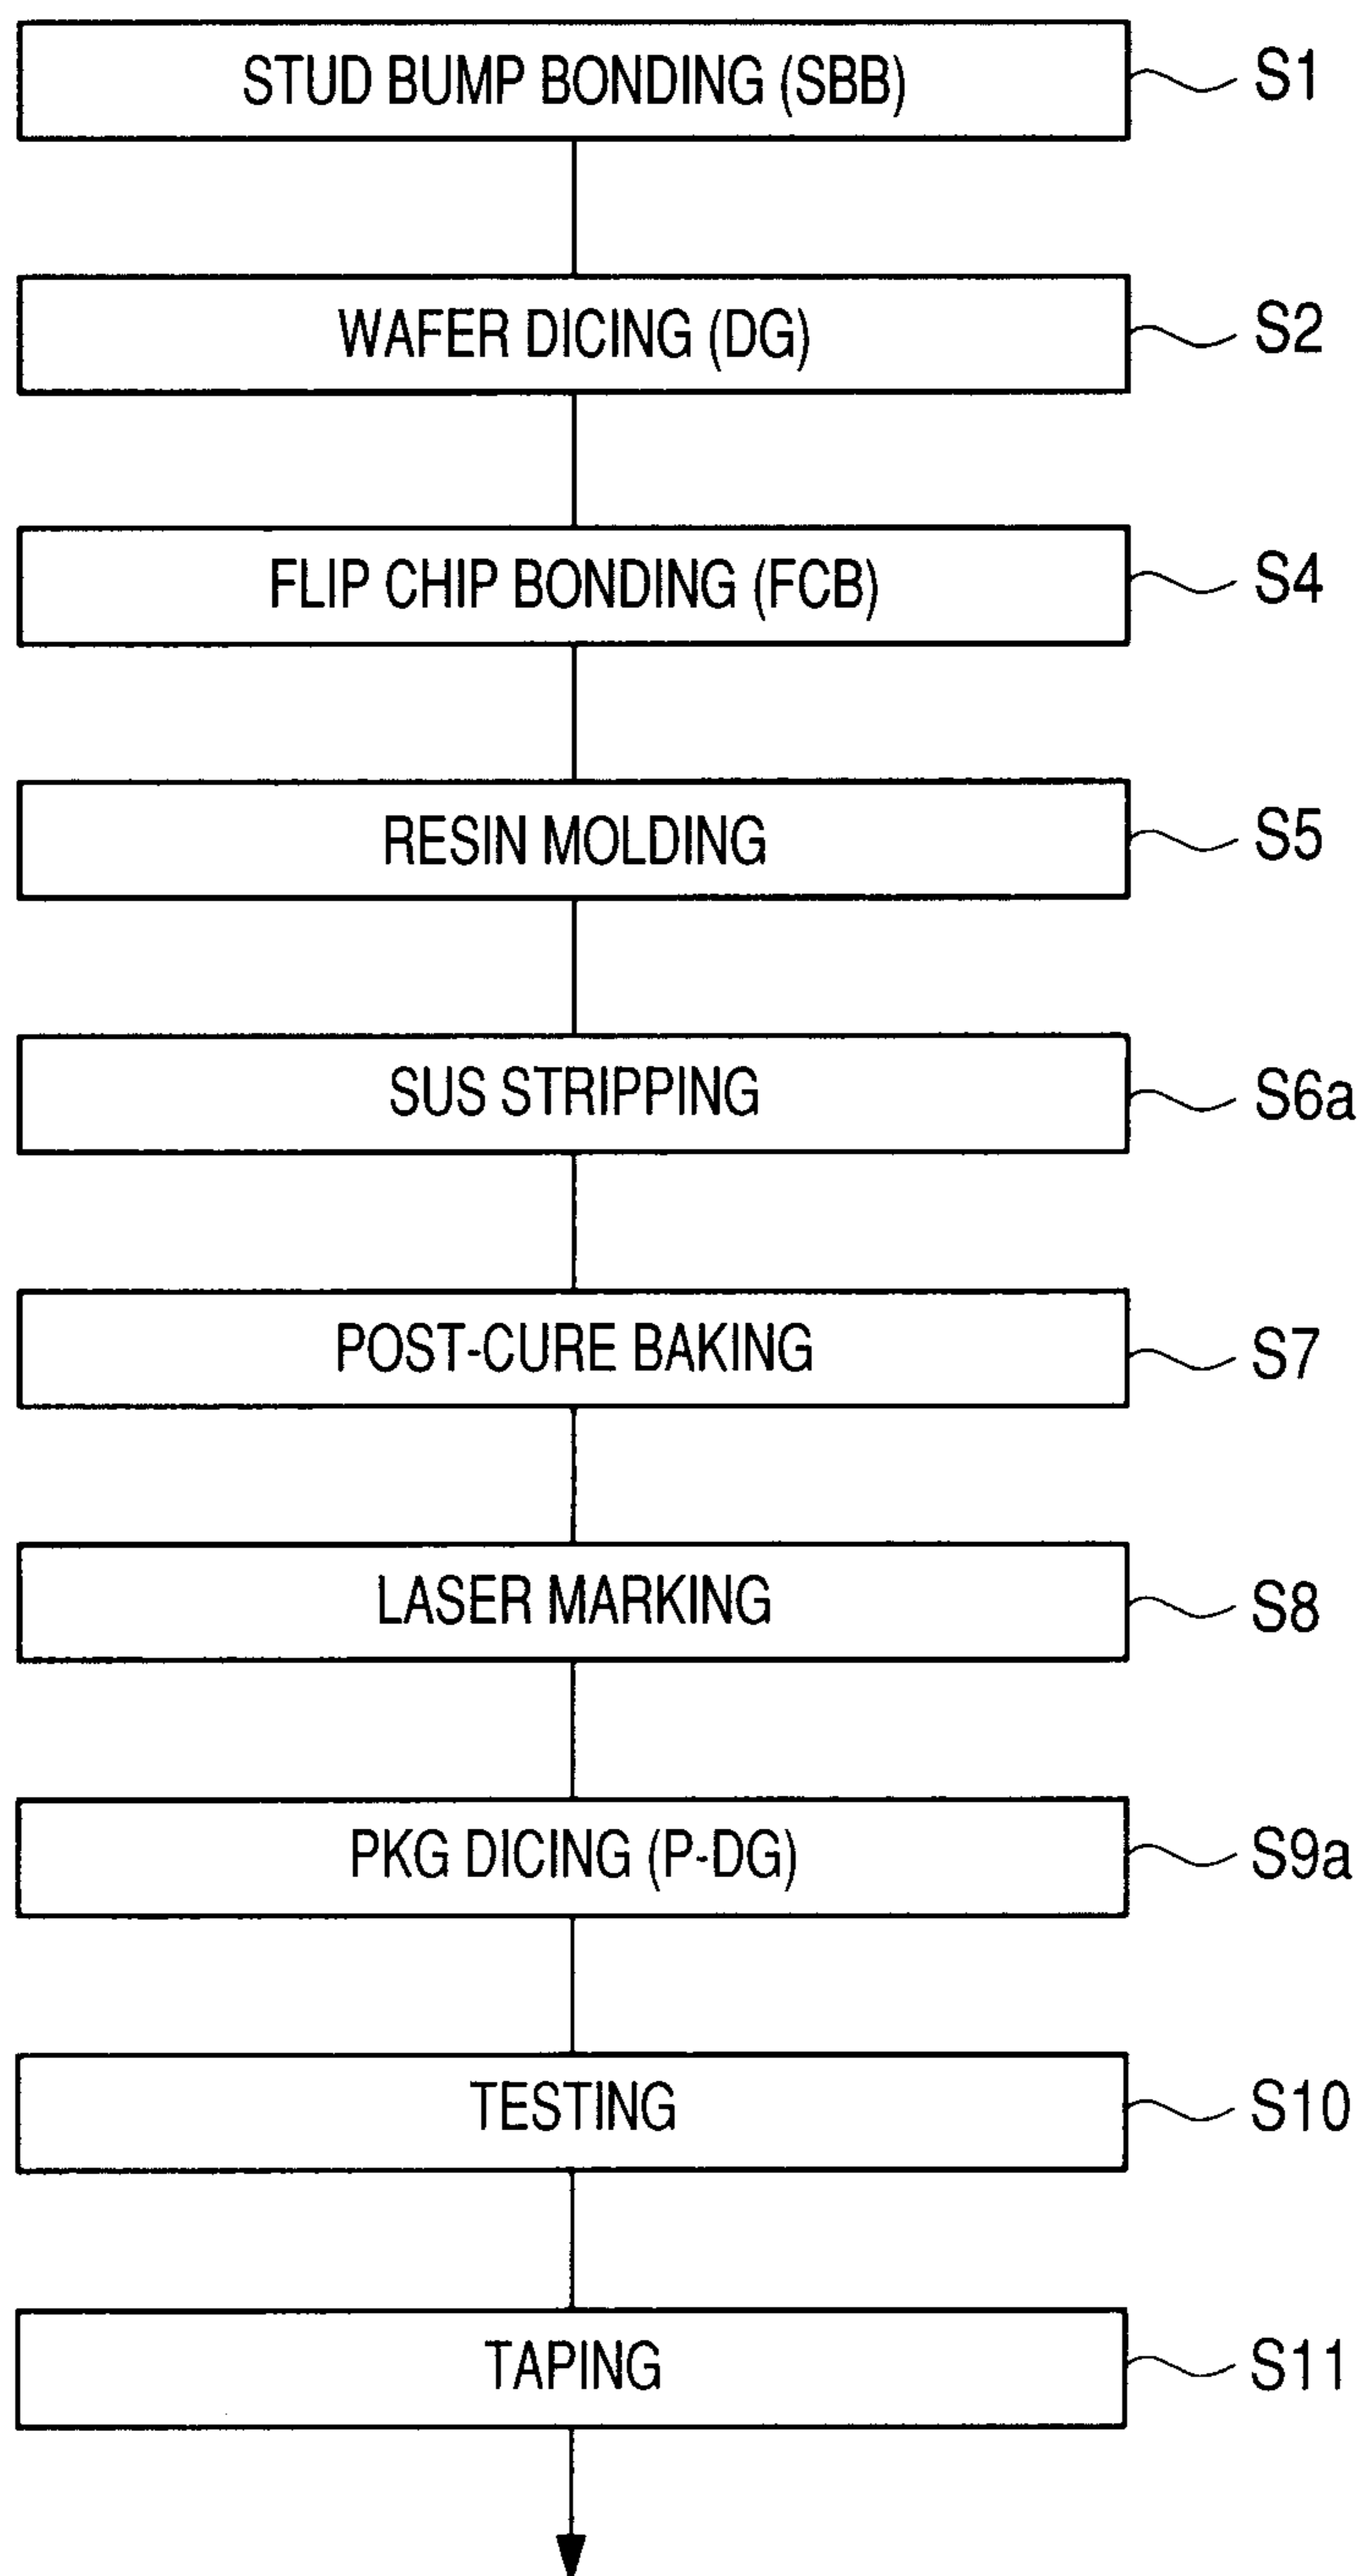 STUD BUMP BONDING (SBB) S1
WAFER DICING (DG) S2
FLIP CHIP BONDING (FCB) S4
RESIN MOLDING S5
SUS STRIPPING S6a
POST-CURE BAKING S7
LASER MARKING S8
PKG DICING (P-DG) S9a
TESTING S10
TAPING S11